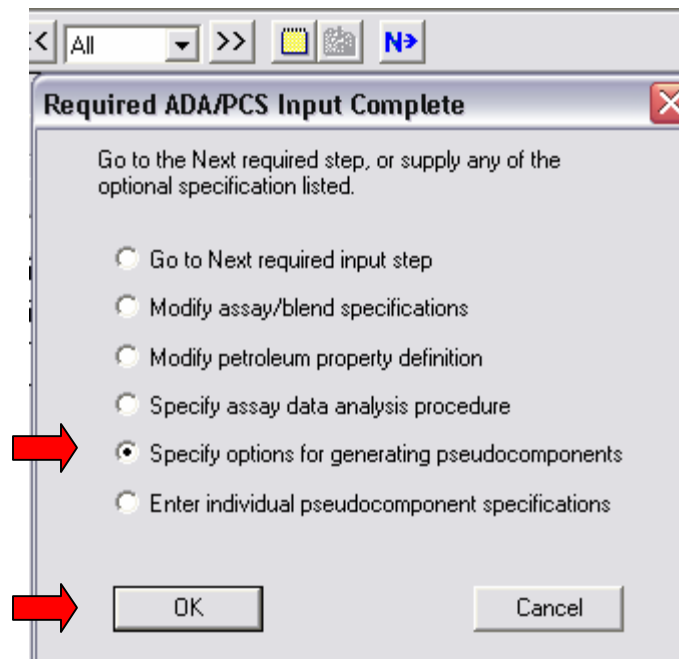 All >> N
Required ADA/PCS Input Complete
Go to the Next required step, or supply any of the
optional specification listed.
Go to Next required input step
Modify assay/blend specifications
Modify petroleum property definition
Specify assay data analysis procedure
Specify options for generating pseudocomponents
Enter individual pseudocomponent specifications
OK Cancel